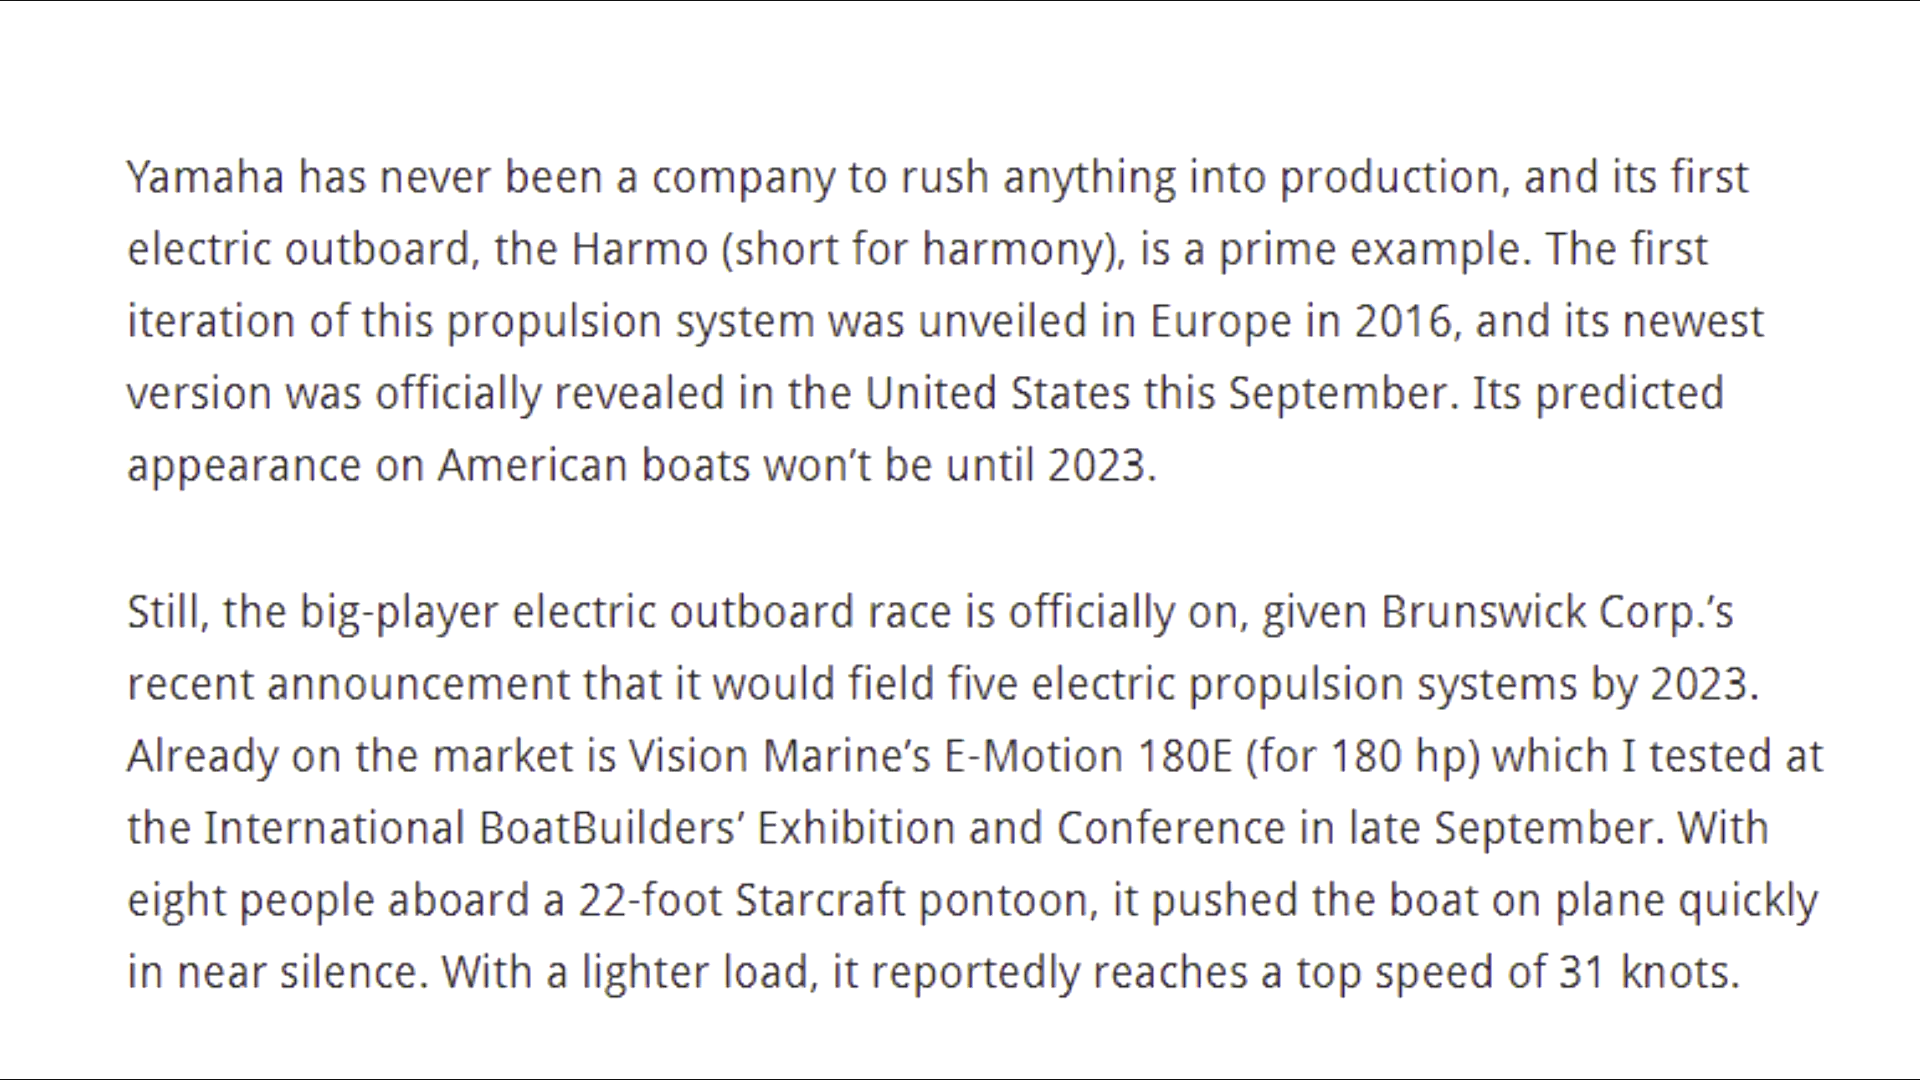 Yamaha has never been a company to rush anything into production, and its first
electric outboard, the Harmo (short for harmony), is a prime example. The first
iteration of this propulsion system was unveiled in Europe in 2016, and its newest
version was officially revealed in the United States this September. Its predicted
appearance on American boats won’t be until 2023.
Still, the big-player electric outboard race is officially on, given Brunswick Corp.’s
recent announcement that it would field five electric propulsion systems by 2023.
Already on the market is Vision Marine’s E-Motion 180E (for 180 hp) which I tested at
the International BoatBuilders’ Exhibition and Conference in late September. With
eight people aboard a 22-foot Starcraft pontoon, it pushed the boat on plane quickly
in near silence. With a lighter load, it reportedly reaches a top speed of 31 knots.